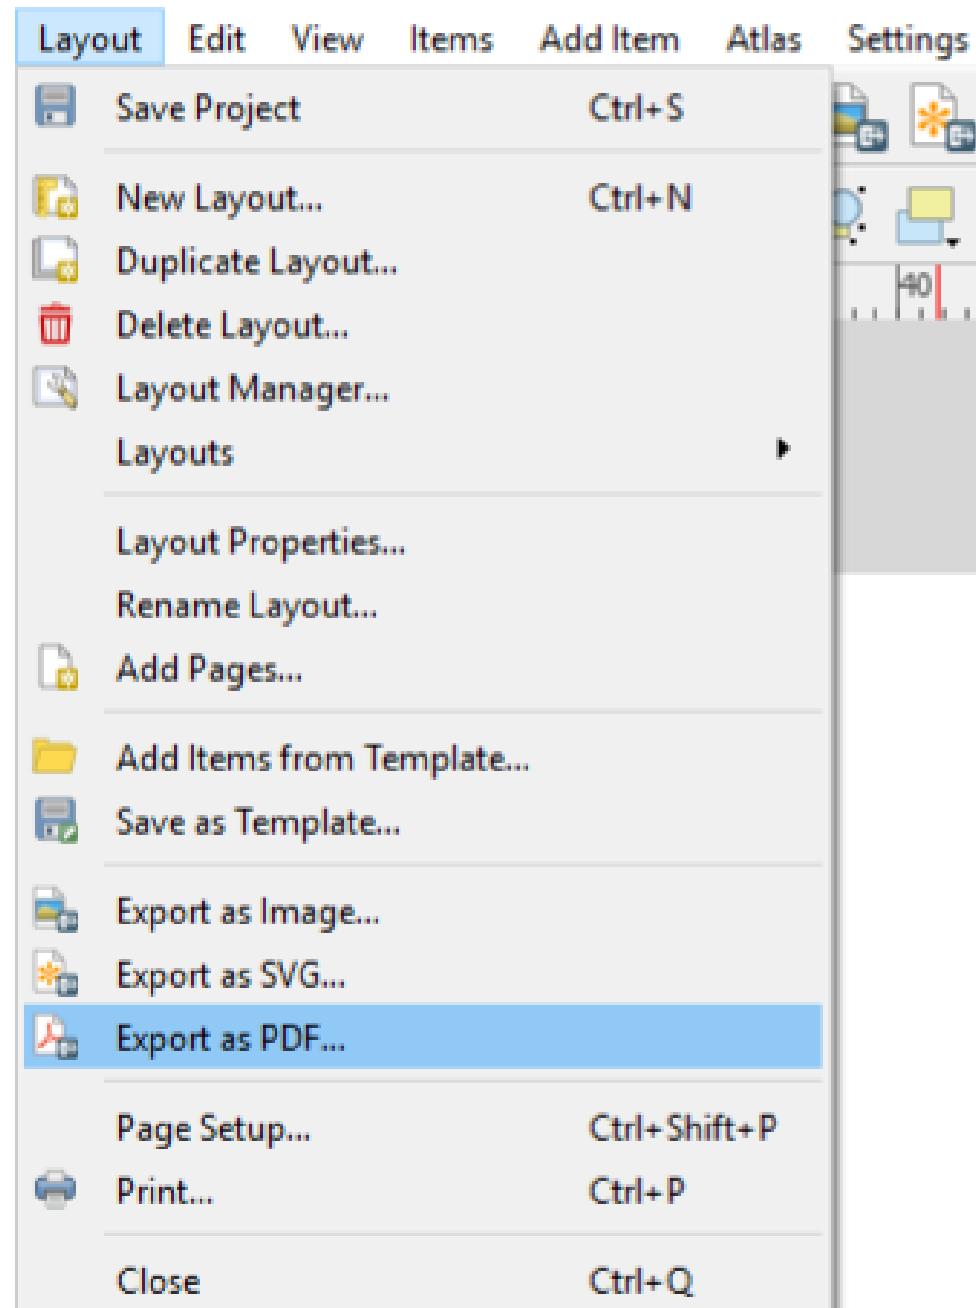 Layout Edit View Items Add Item Atlas Settings
Save Project Ctrl+S
New Layout... Ctrl+N
Duplicate Layout...
Delete Layout...
Layout Manager...
Layouts
40
Layout Properties...
Rename Layout...
Add Pages...
Add Items from Template...
Save as Template...
Export as Image...
Export as SVG...
Export as PDF...
Page Setup... Ctrl+Shift+P
Print... Ctrl+P
Close Ctrl+Q